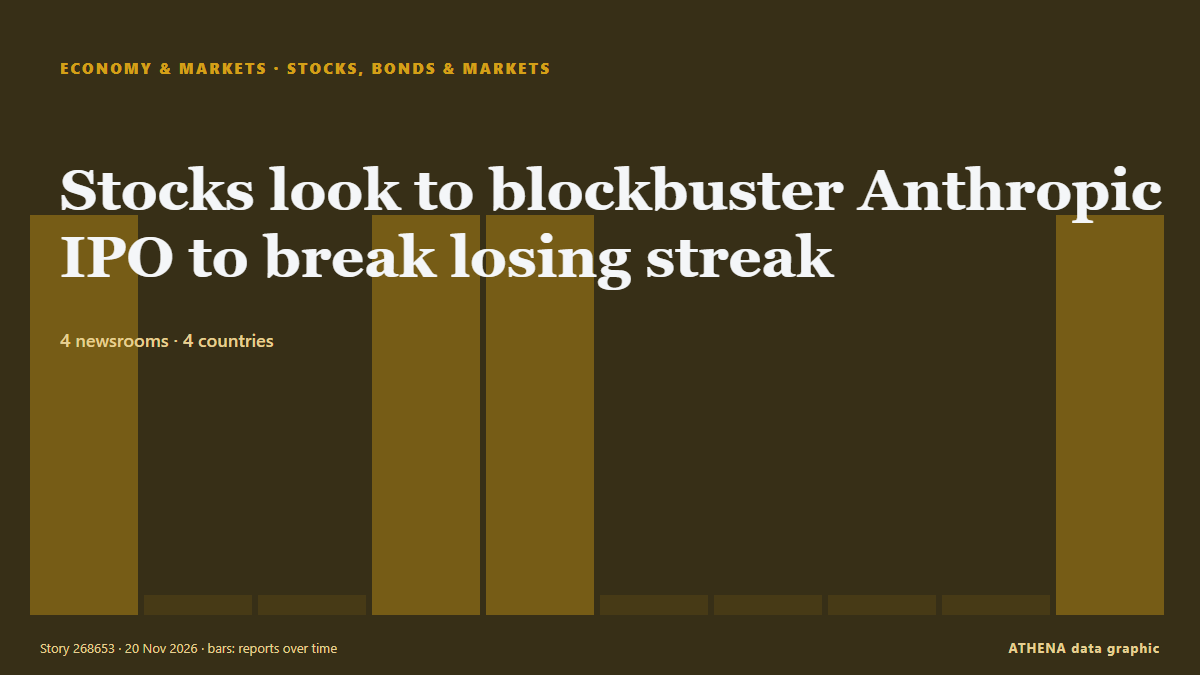 ECONOMY & MARKETS · STOCKS, BONDS & MARKETS
Stocks look to blockbuster Anthropic
IPO to break losing streak
4 newsrooms · 4 countries
Story 268653 · 20 Nov 2026 · bars: reports over time
ATHENA data graphic